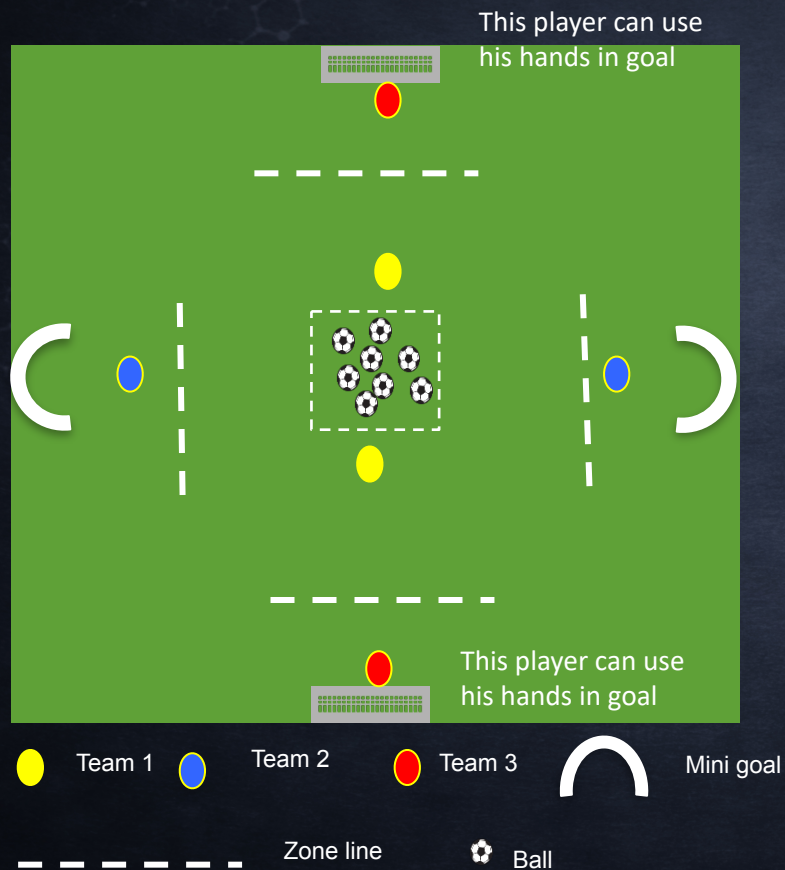 This player can use
his hands in goal
This player can use
his hands in goal
Team 1
Team 2
Team 3
Mini goal
Zone line
Ball